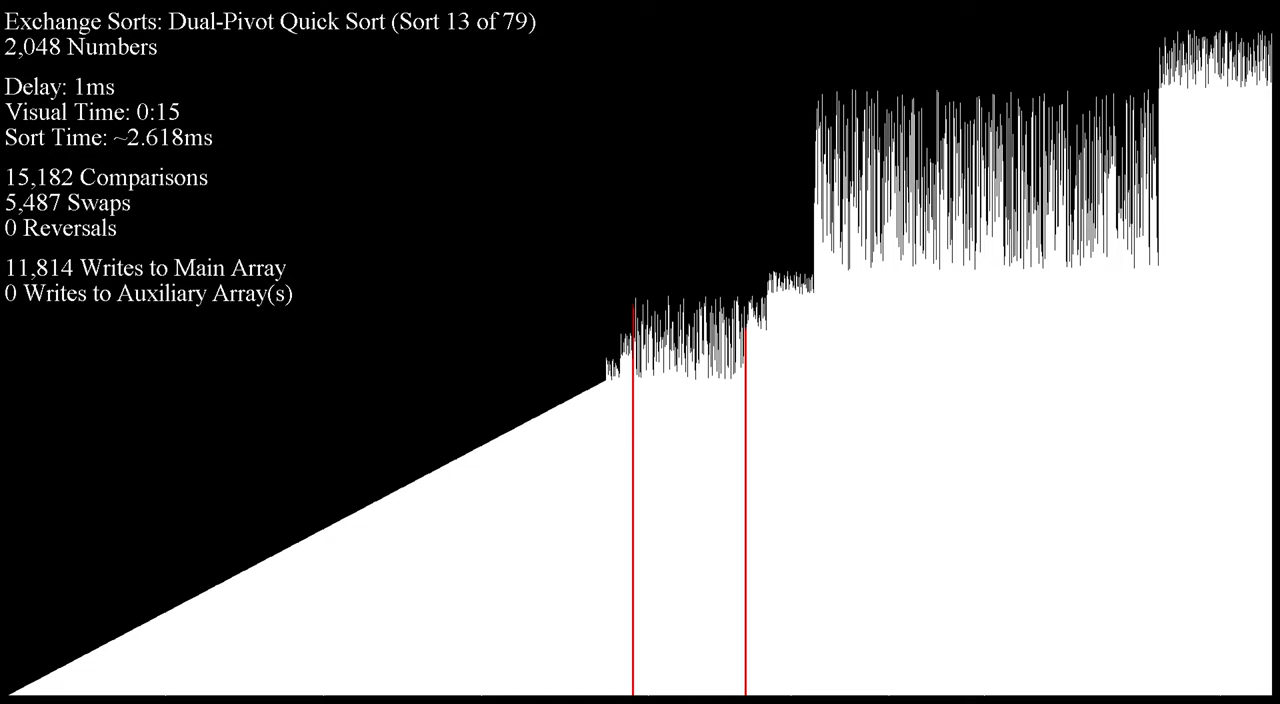 Exchange Sorts: Dual-Pivot Quick Sort (Sort 13 of 79)
2,048 Numbers
Delay: 1ms
Visual Time: 0:15
Sort Time: ~2.618ms
15,182 Comparisons
5,487 Swaps
0 Reversals
11,814 Writes to Main Array
0 Writes to Auxiliary Array(s)